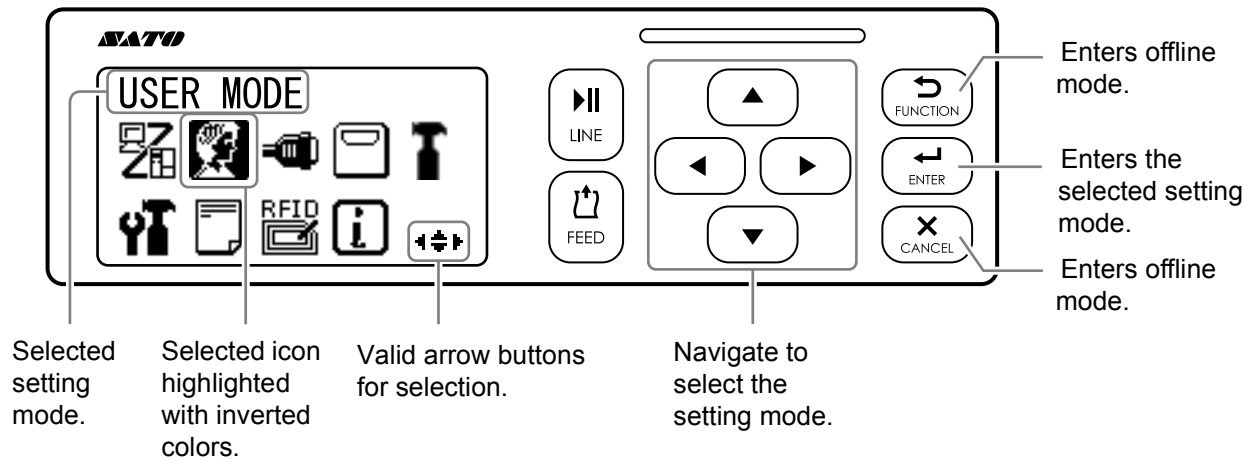 SATO
USER MODE
RFID
i
LINE
FEED
FUNCTION
ENTER
CANCEL
Enters offline
mode.
Enters the
selected setting
mode.
Enters offline
mode.
Selected
setting
mode.
Selected icon
highlighted
with inverted
colors.
Valid arrow buttons
for selection.
Navigate to
select the
setting mode.